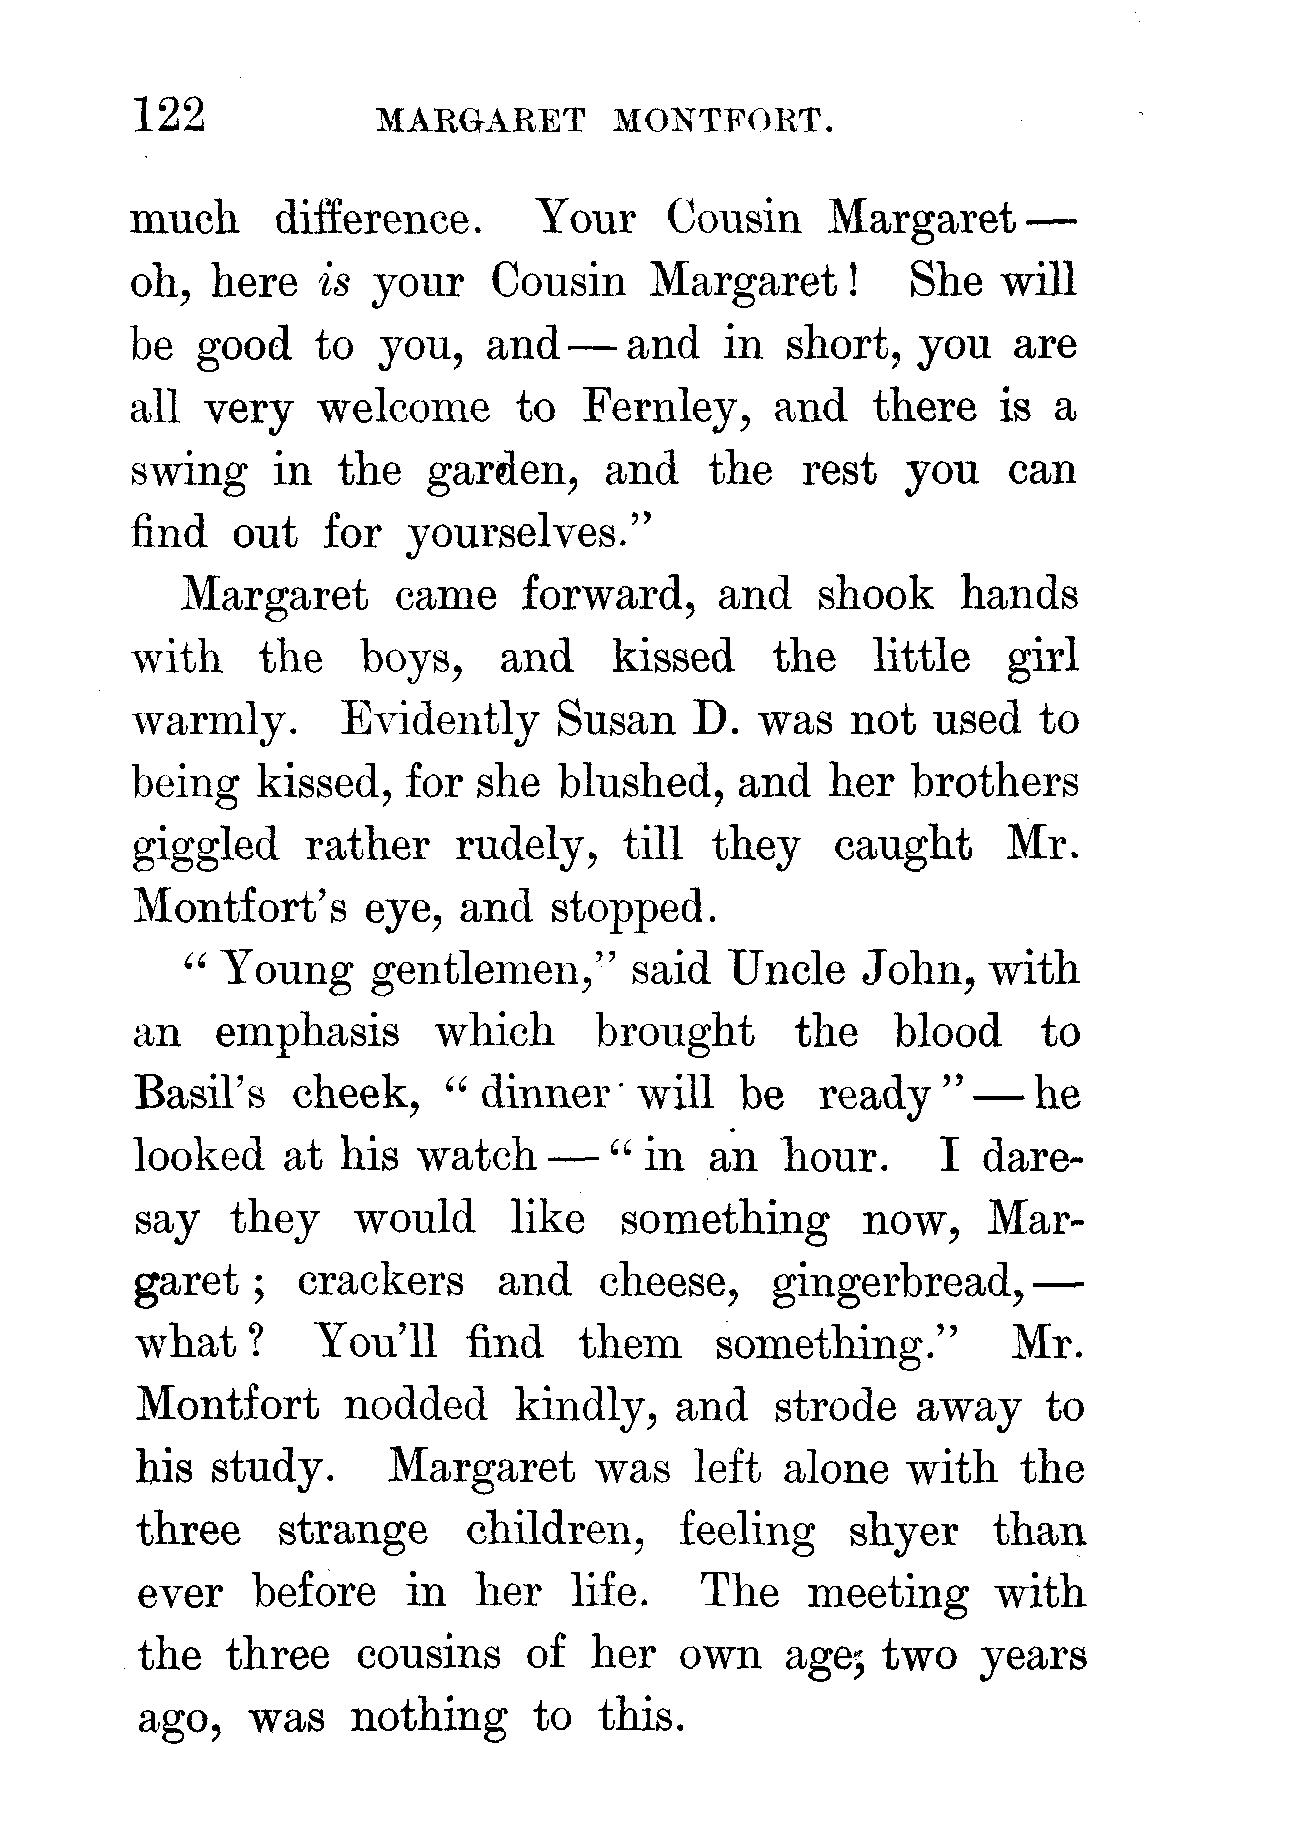 122 MARGARET MONTFORT.
much difference. Your Cousin Margaret —
oh, here is your Cousin Margaret! She will
be good to you, and — and in short, you are
all very welcome to Fernley, and there is a
swing in the garden, and the rest you can
find out for yourselves."
Margaret came forward, and shook hands
with the boys, and kissed the little girl
warmly. Evidently Susan D. was not used to
being kissed, for she blushed, and her brothers
giggled rather rudely, till they caught Mr.
Montfort's eye, and stopped.
"Young gentlemen," said Uncle John, with
an emphasis which brought the blood to
Basil's cheek, "dinner will be ready" — he
looked at his watch — "in an hour. I dare-
say they would like something now, Mar-
garet; crackers and cheese, gingerbread, —
what? You'll find them something." Mr.
Montfort nodded kindly, and strode away to
his study. Margaret was left alone with the
three strange children, feeling shyer than
ever before in her life. The meeting with
the three cousins of her own age, two years
ago, was nothing to this.